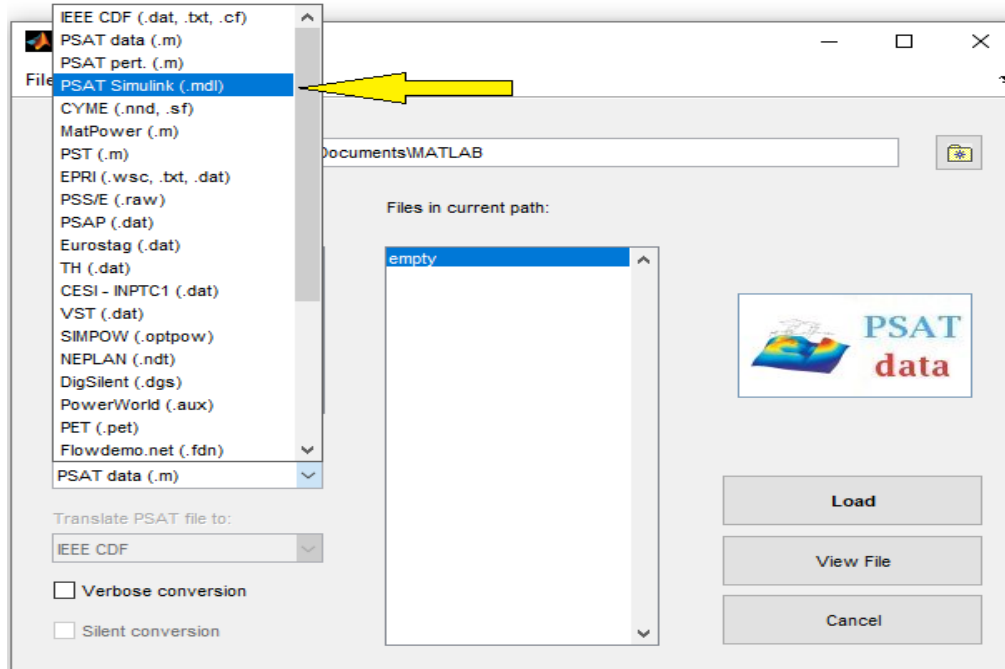 IEEE CDF (.dat, .txt, .cf)
PSAT data (.m)
PSAT pert. (.m)
File
PSAT Simulink (.mdl)
CYME (.nnd, .sf)
MatPower (.m)
PST (.m)
Documents\MATLAB
EPRI (.wsc, .txt, .dat)
PSS/E (.raw)
PSAP (.dat)
Eurostag (.dat)
TH (.dat)
CESI - INPTC1 (.dat)
VST (.dat)
SIMPOW (.optpow)
NEPLAN (.ndt)
DigSilent (.dgs)
PowerWorld (.aux)
PET (.pet)
Flowdemo.net (.fdn)
PSAT data (.m)
Translate PSAT file to:
IEEE CDF
Verbose conversion
Silent conversion
Files in current path:
empty
PSAT
data
Load
View File
Cancel